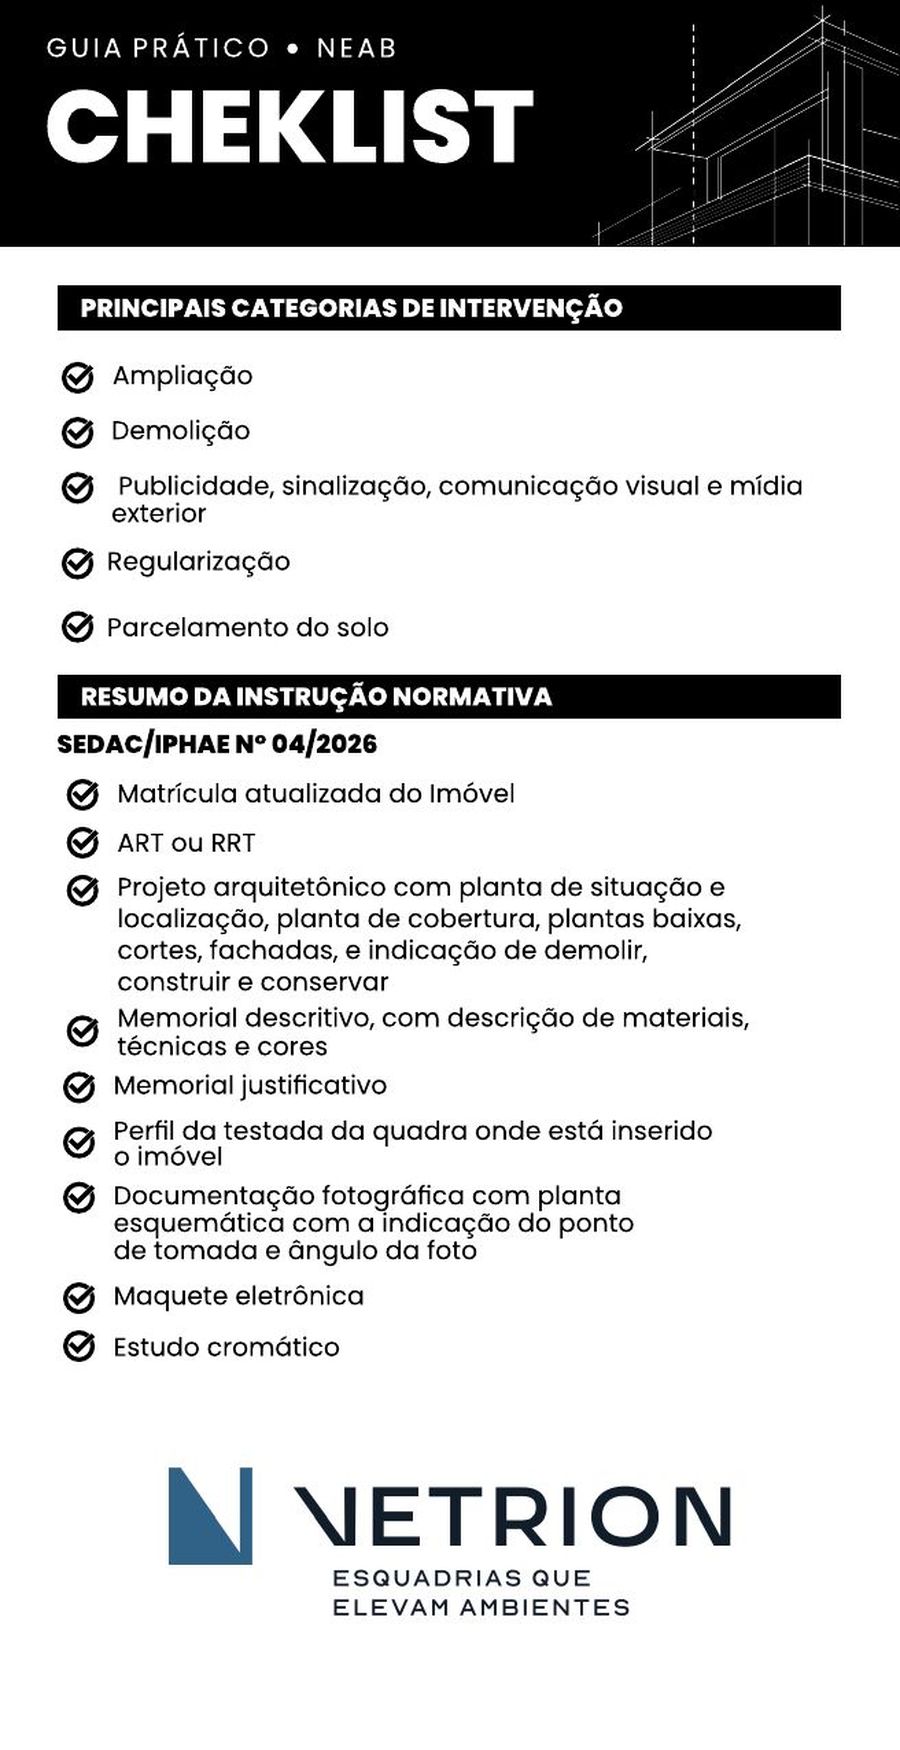 GUIA PRÁTICO • NEAB
CHEKLIST
PRINCIPAIS CATEGORIAS DE INTERVENÇÃO
Ampliação
Demolição
Publicidade, sinalização, comunicação visual e mídia
exterior
Regularização
Parcelamento do solo
RESUMO DA INSTRUÇÃO NORMATIVA
SEDAC/IPHAE Nº 04/2026
Matrícula atualizada do Imóvel
ART ou RRT
Projeto arquitetônico com planta de situação e
localização, planta de cobertura, plantas baixas,
cortes, fachadas, e indicação de demolir,
construir e conservar
Memorial descritivo, com descrição de materiais,
técnicas e cores
Memorial justificativo
Perfil da testada da quadra onde está inserido
o imóvel
Documentação fotográfica com planta
esquemática com a indicação do ponto
de tomada e ângulo da foto
Maquete eletrônica
Estudo cromático
VETRION
ESQUADRIAS QUE
ELEVAM AMBIENTES